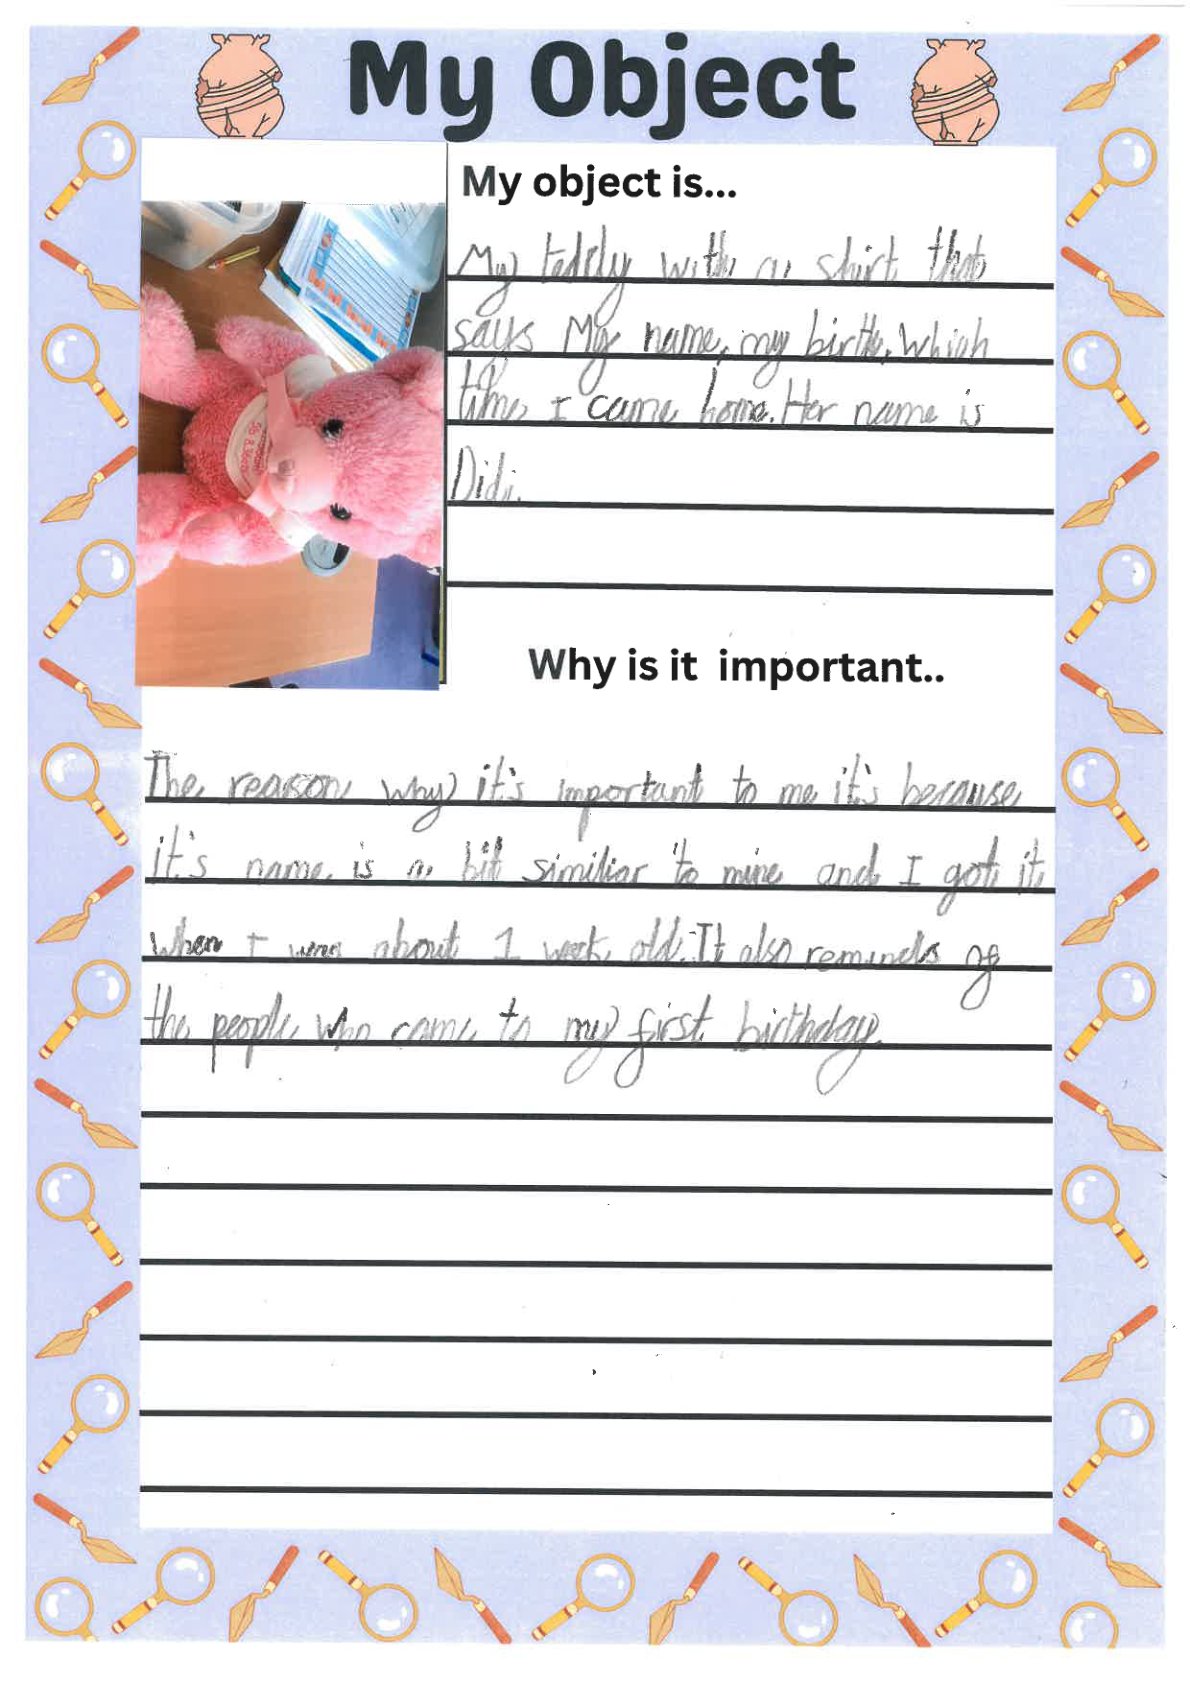 My Object
My object is...
My teddy with a shirt that
says My name, my birth, which
time I came home. Her name is
Didi.
Why is it important..
The reason why it's important to me it's because
it's name is a bit similiar to mine and I got it
when I was about 1 week old. It also reminds of
the people who came to my first birthday.